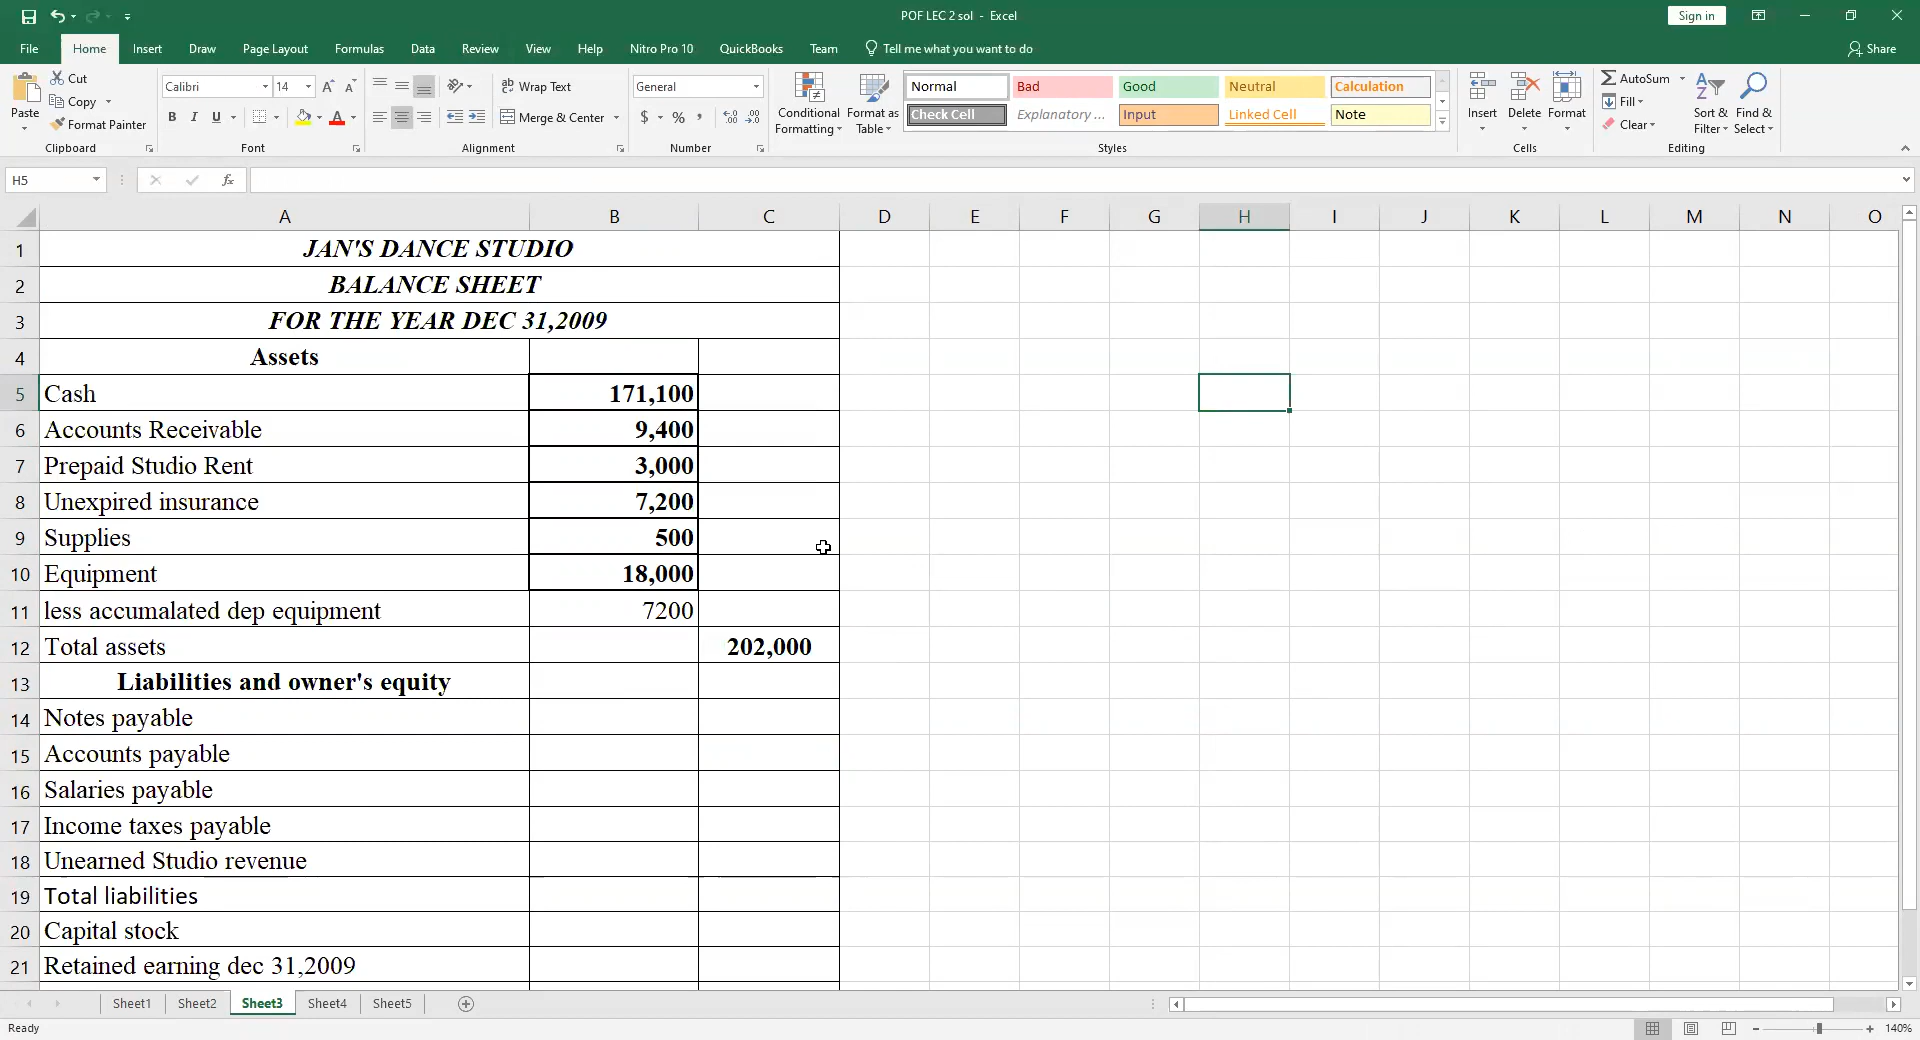 POF LEC 2 sol - Excel
Sign in
File Home Insert Draw Page Layout Formulas Data Review View Help Nitro Pro 10 QuickBooks Team Tell me what you want to do Share
Paste
Cut
Copy
Format Painter
Clipboard
Calibri 14 A A
B I U A
Font
Wrap Text
Merge & Center
Alignment
General
$ % , .00 .0
Number
Conditional Formatting
Format as Table
Normal Bad Good Neutral Calculation
Check Cell Explanatory ... Input Linked Cell Note
Styles
Insert Delete Format
Cells
AutoSum
Fill
Clear
Sort & Filter
Find & Select
Editing
H5 fx
A B C D E F G H I J K L M N O
1 JAN'S DANCE STUDIO
2 BALANCE SHEET
3 FOR THE YEAR DEC 31,2009
4 Assets
5 Cash 171,100
6 Accounts Receivable 9,400
7 Prepaid Studio Rent 3,000
8 Unexpired insurance 7,200
9 Supplies 500
10 Equipment 18,000
11 less accumalated dep equipment 7200
12 Total assets 202,000
13 Liabilities and owner's equity
14 Notes payable
15 Accounts payable
16 Salaries payable
17 Income taxes payable
18 Unearned Studio revenue
19 Total liabilities
20 Capital stock
21 Retained earning dec 31,2009
Sheet1 Sheet2 Sheet3 Sheet4 Sheet5
Ready 140%